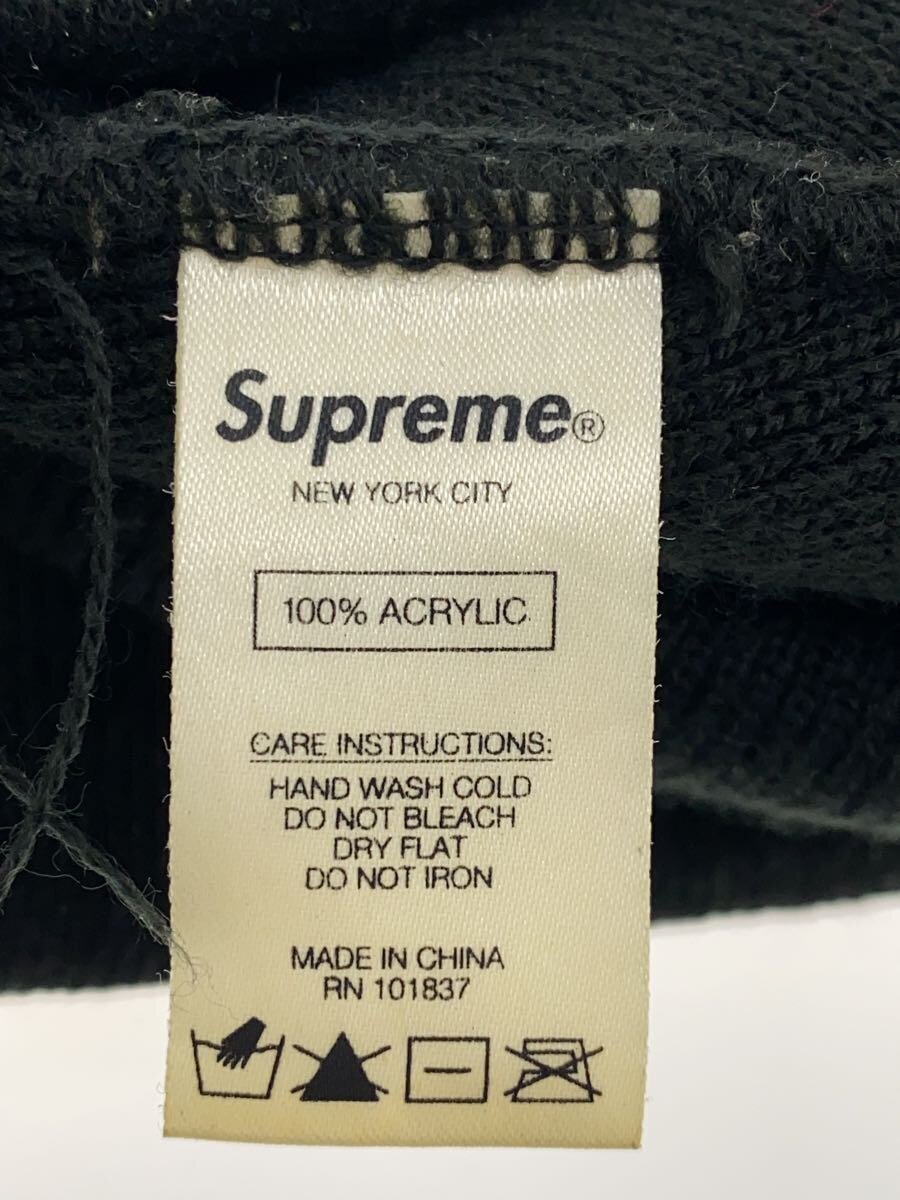 Supreme®
NEW YORK CITY
100% ACRYLIC
CARE INSTRUCTIONS:
HAND WASH COLD
DO NOT BLEACH
DRY FLAT
DO NOT IRON
MADE IN CHINA
RN 101837